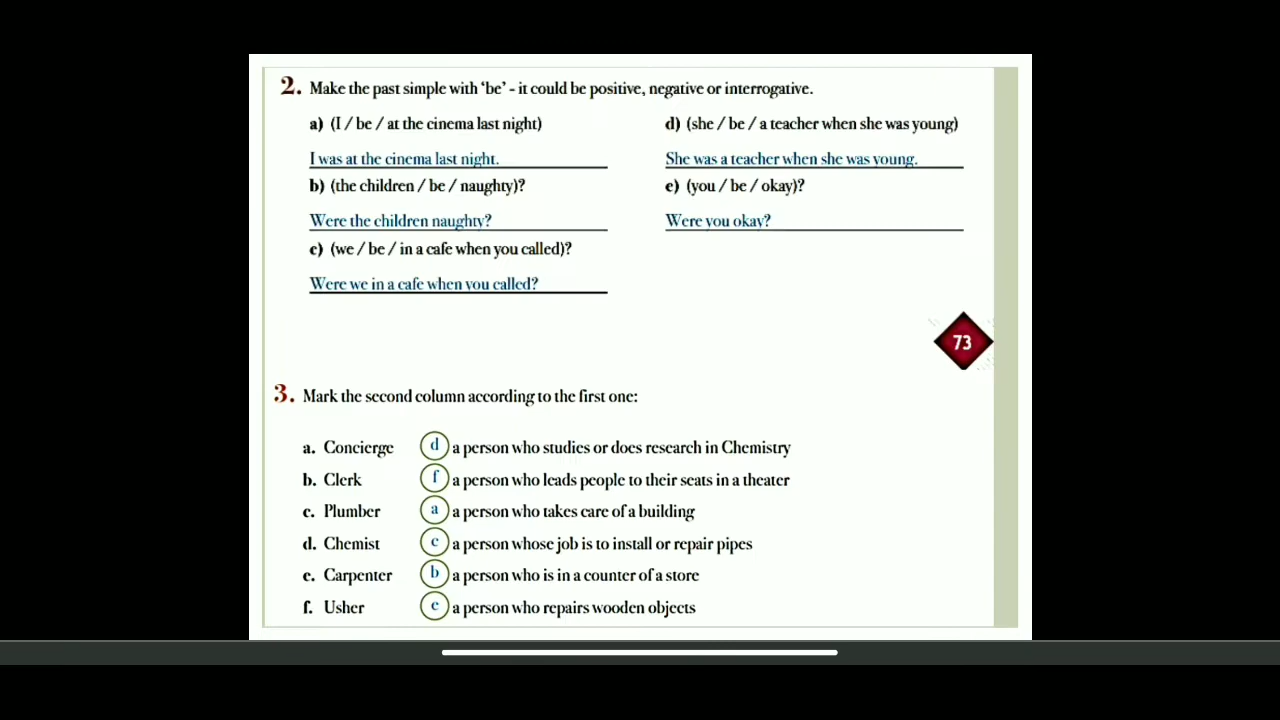 2. Make the past simple with ‘be’ - it could be positive, negative or interrogative.
a) (I / be / at the cinema last night)
I was at the cinema last night.
b) (the children / be / naughty)?
Were the children naughty?
c) (we / be / in a cafe when you called)?
Were we in a cafe when you called?
d) (she / be / a teacher when she was young)
She was a teacher when she was young.
e) (you / be / okay)?
Were you okay?
73
3. Mark the second column according to the first one:
a. Concierge d a person who studies or does research in Chemistry
b. Clerk f a person who leads people to their seats in a theater
c. Plumber a a person who takes care of a building
d. Chemist c a person whose job is to install or repair pipes
e. Carpenter b a person who is in a counter of a store
f. Usher e a person who repairs wooden objects